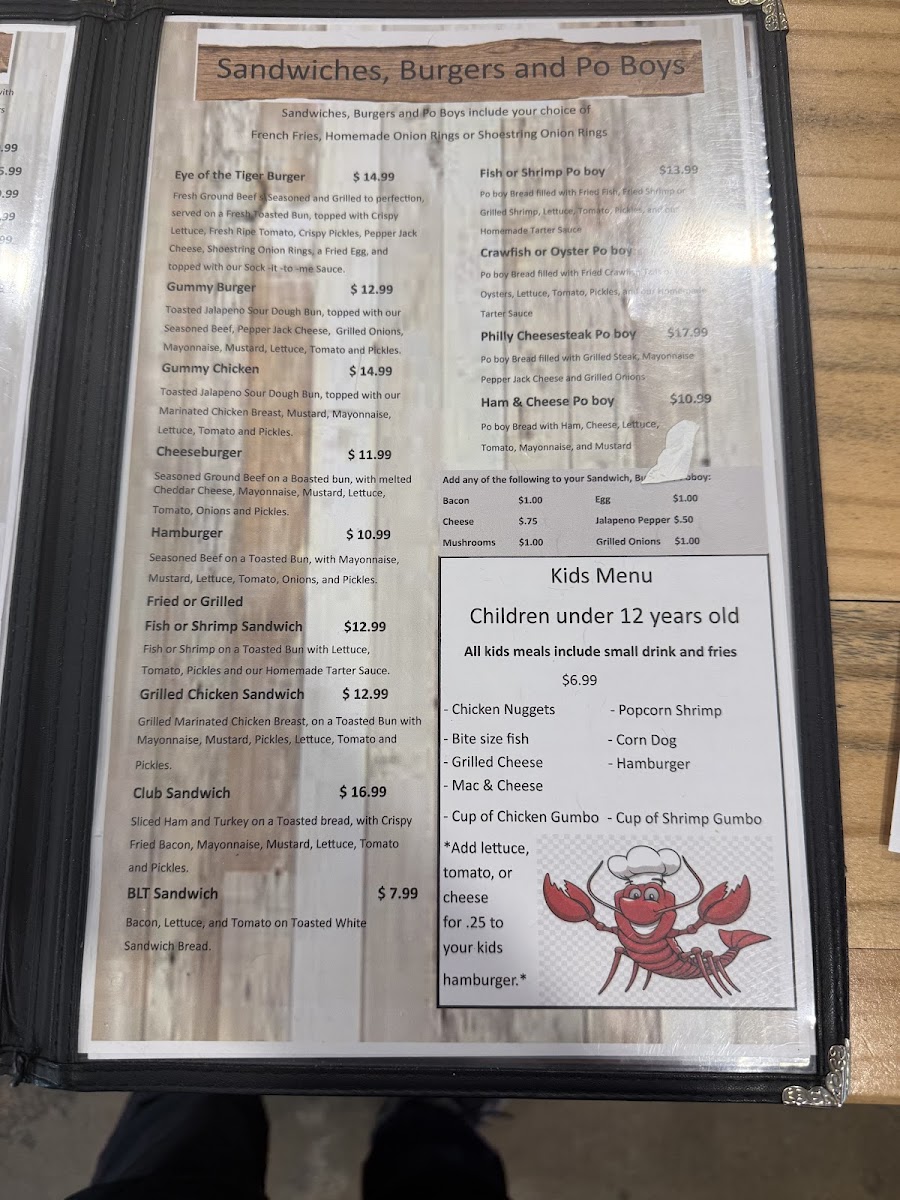 Sandwiches, Burgers and Po Boys
Sandwiches, Burgers and Po Boys include your choice of
French Fries, Homemade Onion Rings or Shoestring Onion Rings
Eye of the Tiger Burger $ 14.99
Fresh Ground Beef Seasoned and Grilled to perfection,
served on a Fresh Toasted Bun, topped with Crispy
Lettuce, Fresh Ripe Tomato, Crispy Pickles, Pepper Jack
Cheese, Shoestring Onion Rings, a Fried Egg, and
topped with our Sock -It -to -me Sauce.
Gummy Burger $ 12.99
Toasted Jalapeno Sour Dough Bun, topped with our
Seasoned Beef, Pepper Jack Cheese, Grilled Onions,
Mayonnaise, Mustard, Lettuce, Tomato and Pickles.
Gummy Chicken $ 14.99
Toasted Jalapeno Sour Dough Bun, topped with our
Marinated Chicken Breast, Mustard, Mayonnaise,
Lettuce, Tomato and Pickles.
Cheeseburger $ 11.99
Seasoned Ground Beef on a Boasted bun, with melted
Cheddar Cheese, Mayonnaise, Mustard, Lettuce,
Tomato, Onions and Pickles.
Hamburger $ 10.99
Seasoned Beef on a Toasted Bun, with Mayonnaise,
Mustard, Lettuce, Tomato, Onions, and Pickles.
Fried or Grilled
Fish or Shrimp Sandwich $12.99
Fish or Shrimp on a Toasted Bun with Lettuce,
Tomato, Pickles and our Homemade Tarter Sauce.
Grilled Chicken Sandwich $ 12.99
Grilled Marinated Chicken Breast, on a Toasted Bun with
Mayonnaise, Mustard, Pickles, Lettuce, Tomato and
Pickles.
Club Sandwich $ 16.99
Sliced Ham and Turkey on a Toasted bread, with Crispy
Fried Bacon, Mayonnaise, Mustard, Lettuce, Tomato
and Pickles.
BLT Sandwich $ 7.99
Bacon, Lettuce, and Tomato on Toasted White
Sandwich Bread.
Fish or Shrimp Po boy $13.99
Po boy Bread filled with Fried Fish, Fried Shrimp or
Grilled Shrimp, Lettuce, Tomato, Pickles, and our
Homemade Tarter Sauce
Crawfish or Oyster Po boy
Po boy Bread filled with Fried Crawfish
Oysters, Lettuce, Tomato, Pickles, and our Homemade
Tarter Sauce
Philly Cheesesteak Po boy $17.99
Po boy Bread filled with Grilled Steak, Mayonnaise
Pepper Jack Cheese and Grilled Onions
Ham & Cheese Po boy $10.99
Po boy Bread with Ham, Cheese, Lettuce,
Tomato, Mayonnaise, and Mustard
Add any of the following to your Sandwich,
Bacon $1.00 Egg $1.00
Cheese $.75 Jalapeno Pepper $.50
Mushrooms $1.00 Grilled Onions $1.00
Kids Menu
Children under 12 years old
All kids meals include small drink and fries
$6.99
- Chicken Nuggets - Popcorn Shrimp
- Bite size fish - Corn Dog
- Grilled Cheese - Hamburger
- Mac & Cheese
- Cup of Chicken Gumbo - Cup of Shrimp Gumbo
*Add lettuce,
tomato, or
cheese
for .25 to
your kids
hamburger.*